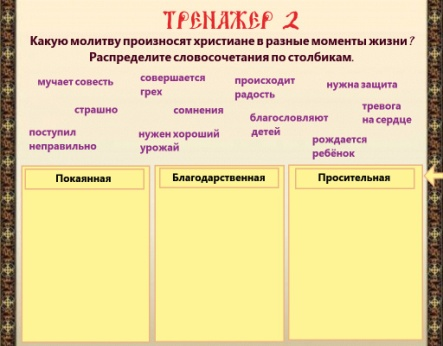 ТРЕНАЖЕР 2
Какую молитву произносят христиане в разные моменты жизни?
Распределите словосочетания по столбикам.
мучает совесть
совершается
грех
происходит
радость
нужна защита
страшно
сомнения
благословляют
детей
тревога
на сердце
поступил
неправильно
нужен хороший
урожай
рождается
ребёнок
Покаянная
Благодарственная
Просительная